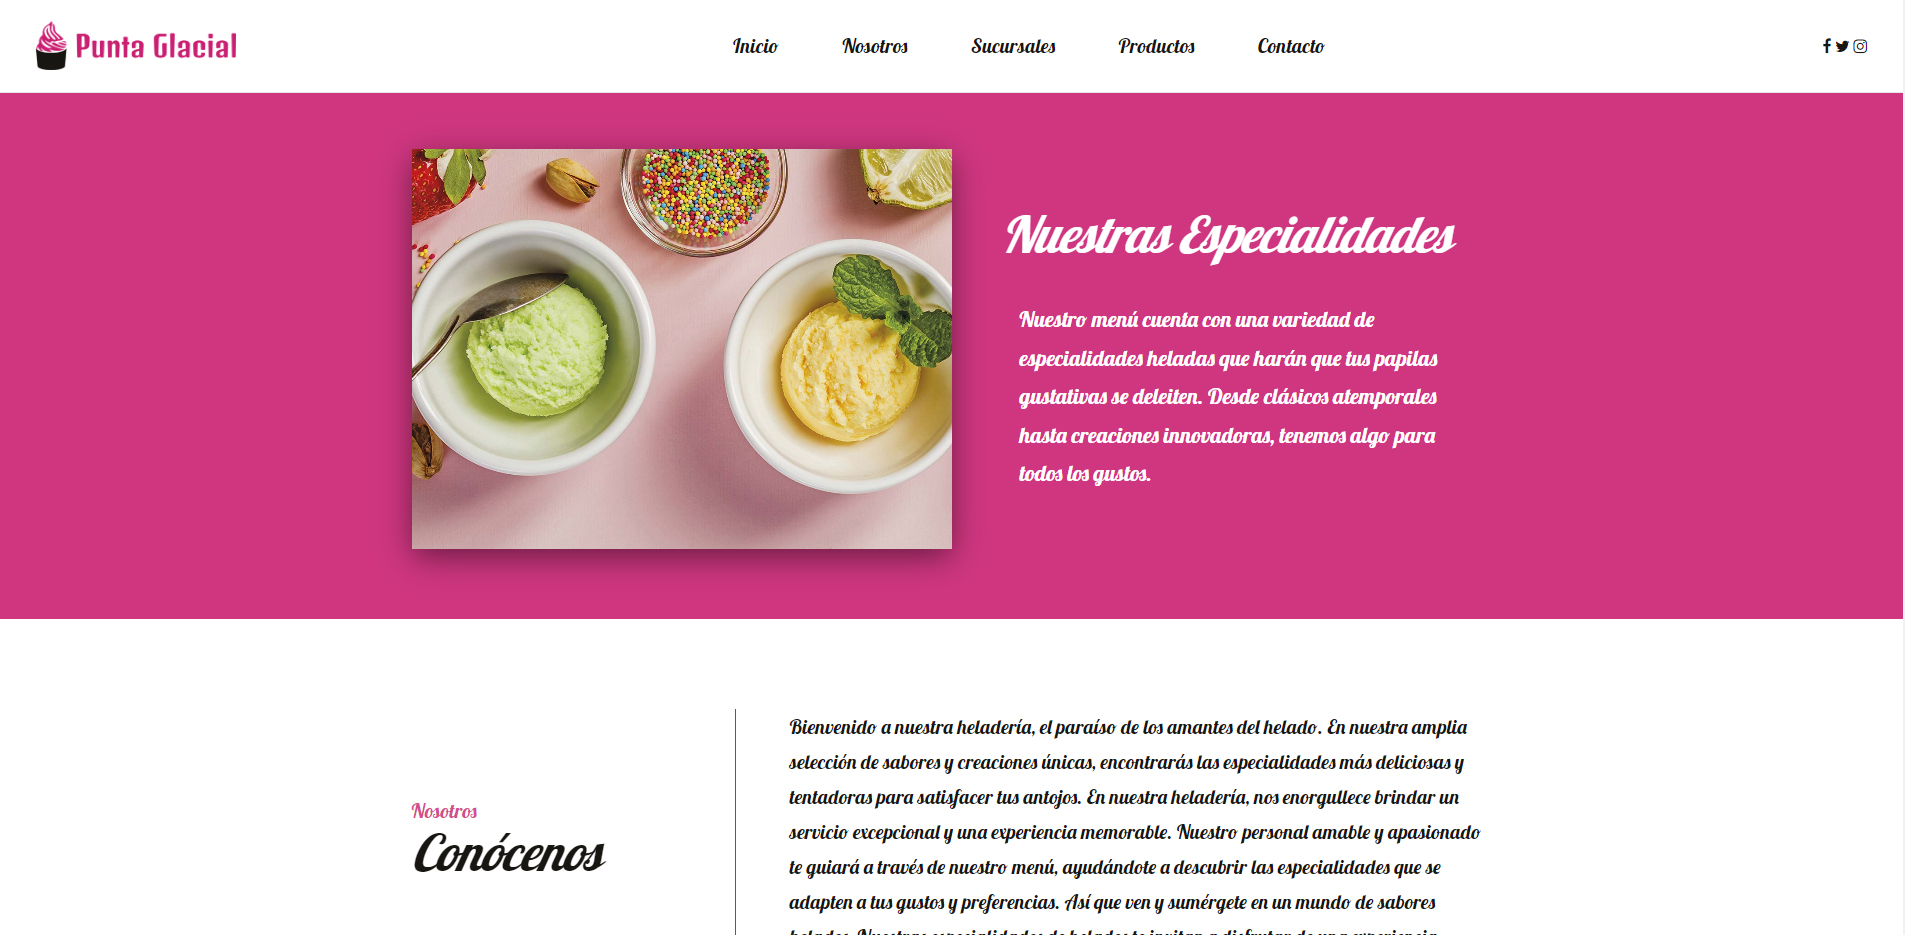 Punta Glacial
Inicio
Nosotros
Sucursales
Productos
Contacto
Nuestras Especialidades
Nuestro menú cuenta con una variedad de
especialidades heladas que harán que tus papilas
gustativas se deleiten. Desde clásicos atemporales
hasta creaciones innovadoras, tenemos algo para
todos los gustos.
Nosotros
Conócenos
Bienvenido a nuestra heladería, el paraíso de los amantes del helado. En nuestra amplia
selección de sabores y creaciones únicas, encontrarás las especialidades más deliciosas y
tentadoras para satisfacer tus antojos. En nuestra heladería, nos enorgullece brindar un
servicio excepcional y una experiencia memorable. Nuestro personal amable y apasionado
te guiará a través de nuestro menú, ayudándote a descubrir las especialidades que se
adapten a tus gustos y preferencias. Así que ven y sumérgete en un mundo de sabores